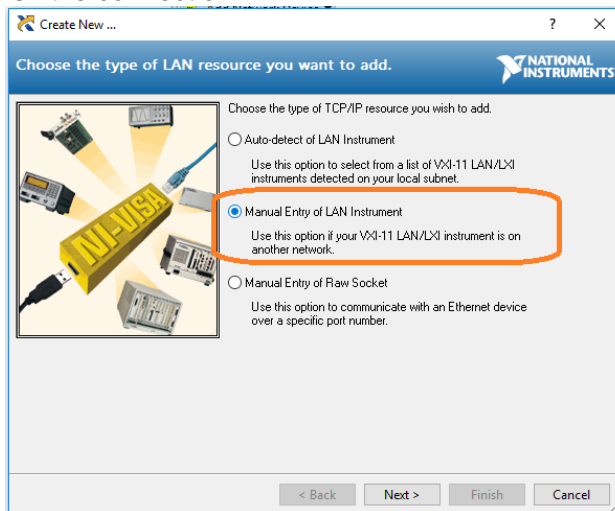 Create New ...
? X
Choose the type of LAN resource you want to add.
NATIONAL
INSTRUMENTS
Choose the type of TCP/IP resource you wish to add.
Auto-detect of LAN Instrument
Use this option to select from a list of VXI-11 LAN/LXI
instruments detected on your local subnet.
Manual Entry of LAN Instrument
Use this option if your VXI-11 LAN/LXI instrument is on
another network.
Manual Entry of Raw Socket
Use this option to communicate with an Ethernet device
over a specific port number.
NI-VISA
< Back Next > Finish Cancel